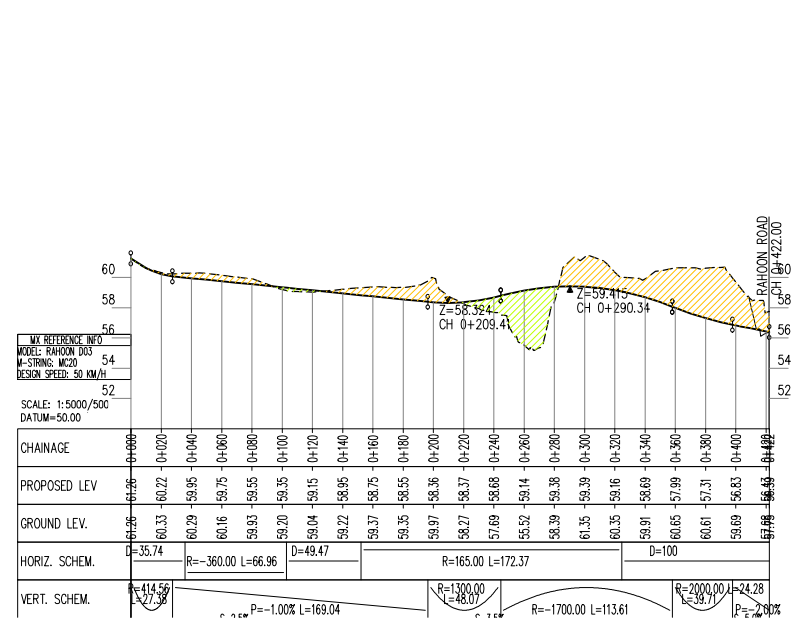 RAHOON ROAD
CH 0+422.00
60
58
56
54
52
60
58
56
54
52
Z=58.324
CH 0+209.47
Z=59.415
CH 0+290.34
MX REFERENCE INFO
MODEL: RAHOON D03
M-STRING: MC20
DESIGN SPEED: 50 KM/H
SCALE: 1:5000/500
DATUM=50.00
CHAINAGE 0+000 0+020 0+040 0+060 0+080 0+100 0+120 0+140 0+160 0+180 0+200 0+220 0+240 0+260 0+280 0+300 0+320 0+340 0+360 0+380 0+400 0+420 0+422
PROPOSED LEV 61.26 60.22 59.95 59.75 59.55 59.35 59.15 58.95 58.75 58.55 58.36 58.37 58.68 59.14 59.38 59.39 59.16 58.69 57.99 57.31 56.83
GROUND LEV. 61.26 60.33 60.29 60.16 59.93 59.20 59.04 59.22 59.37 59.35 59.97 58.27 57.69 55.52 58.39 61.35 60.35 59.91 60.65 60.61 59.69
HORIZ. SCHEM. D=35.74 R=-360.00 L=66.96 D=49.47 R=165.00 L=172.37 D=100
VERT. SCHEM. R=414.56 L=27.38 P=-1.00% L=169.04 R=1300.00 L=48.07 R=-1700.00 L=113.61 R=2000.00 L=39.71 L=24.28 P=-2.00%